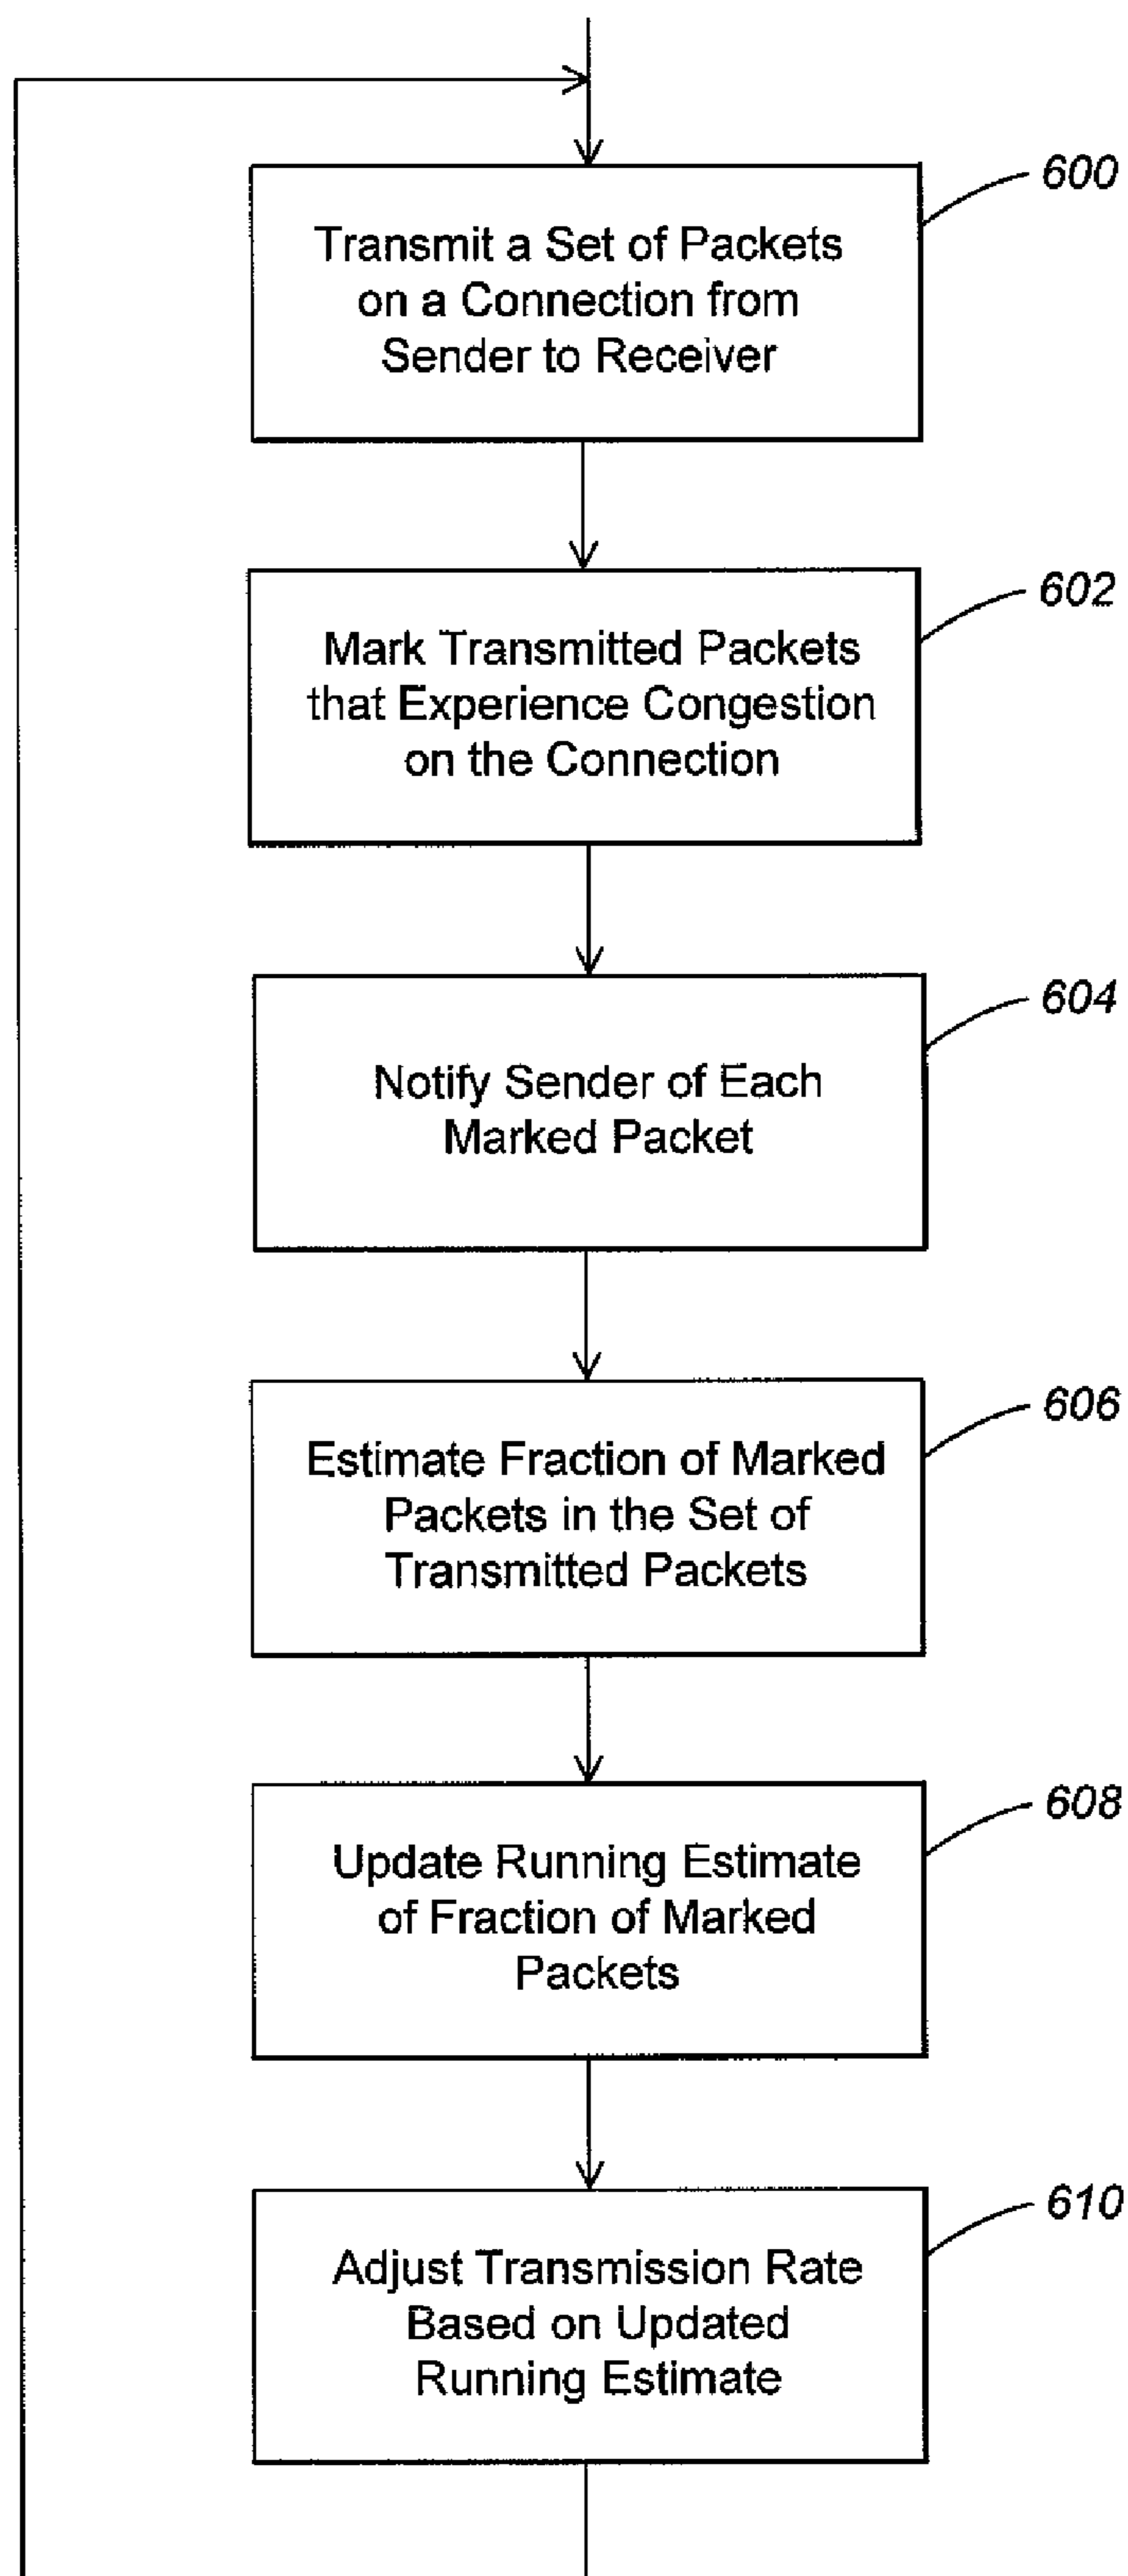 600
Transmit a Set of Packets
on a Connection from
Sender to Receiver
602
Mark Transmitted Packets
that Experience Congestion
on the Connection
604
Notify Sender of Each
Marked Packet
606
Estimate Fraction of Marked
Packets in the Set of
Transmitted Packets
608
Update Running Estimate
of Fraction of Marked
Packets
610
Adjust Transmission Rate
Based on Updated
Running Estimate